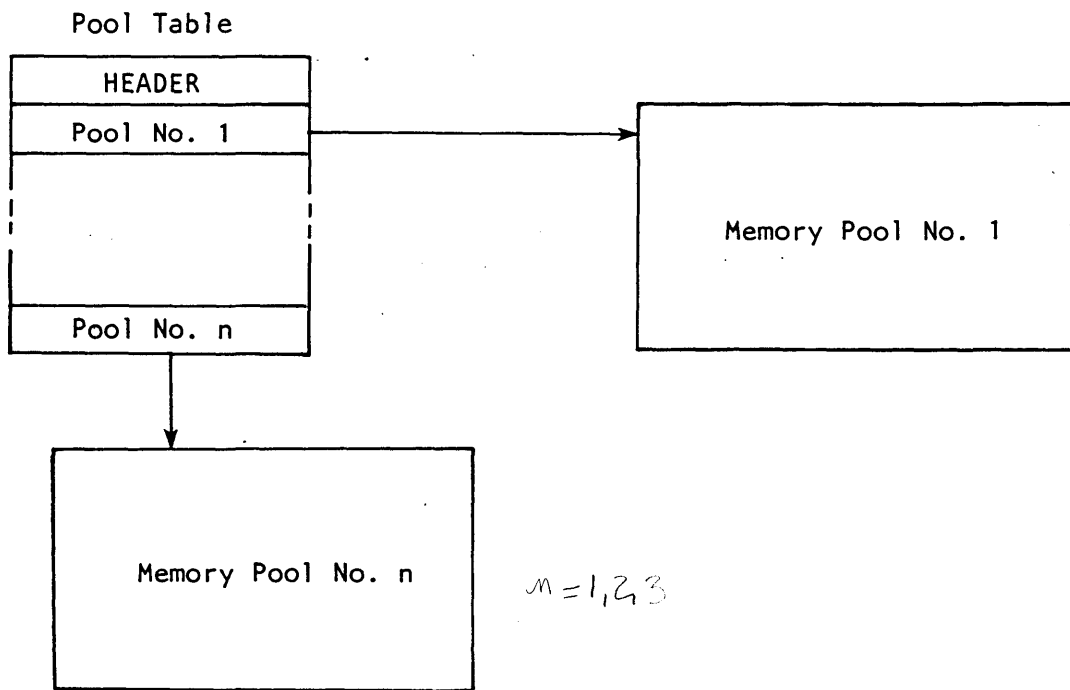 Pool Table
HEADER
Pool No. 1
Memory Pool No. 1
Pool No. n
Memory Pool No. n
n=1,2,3